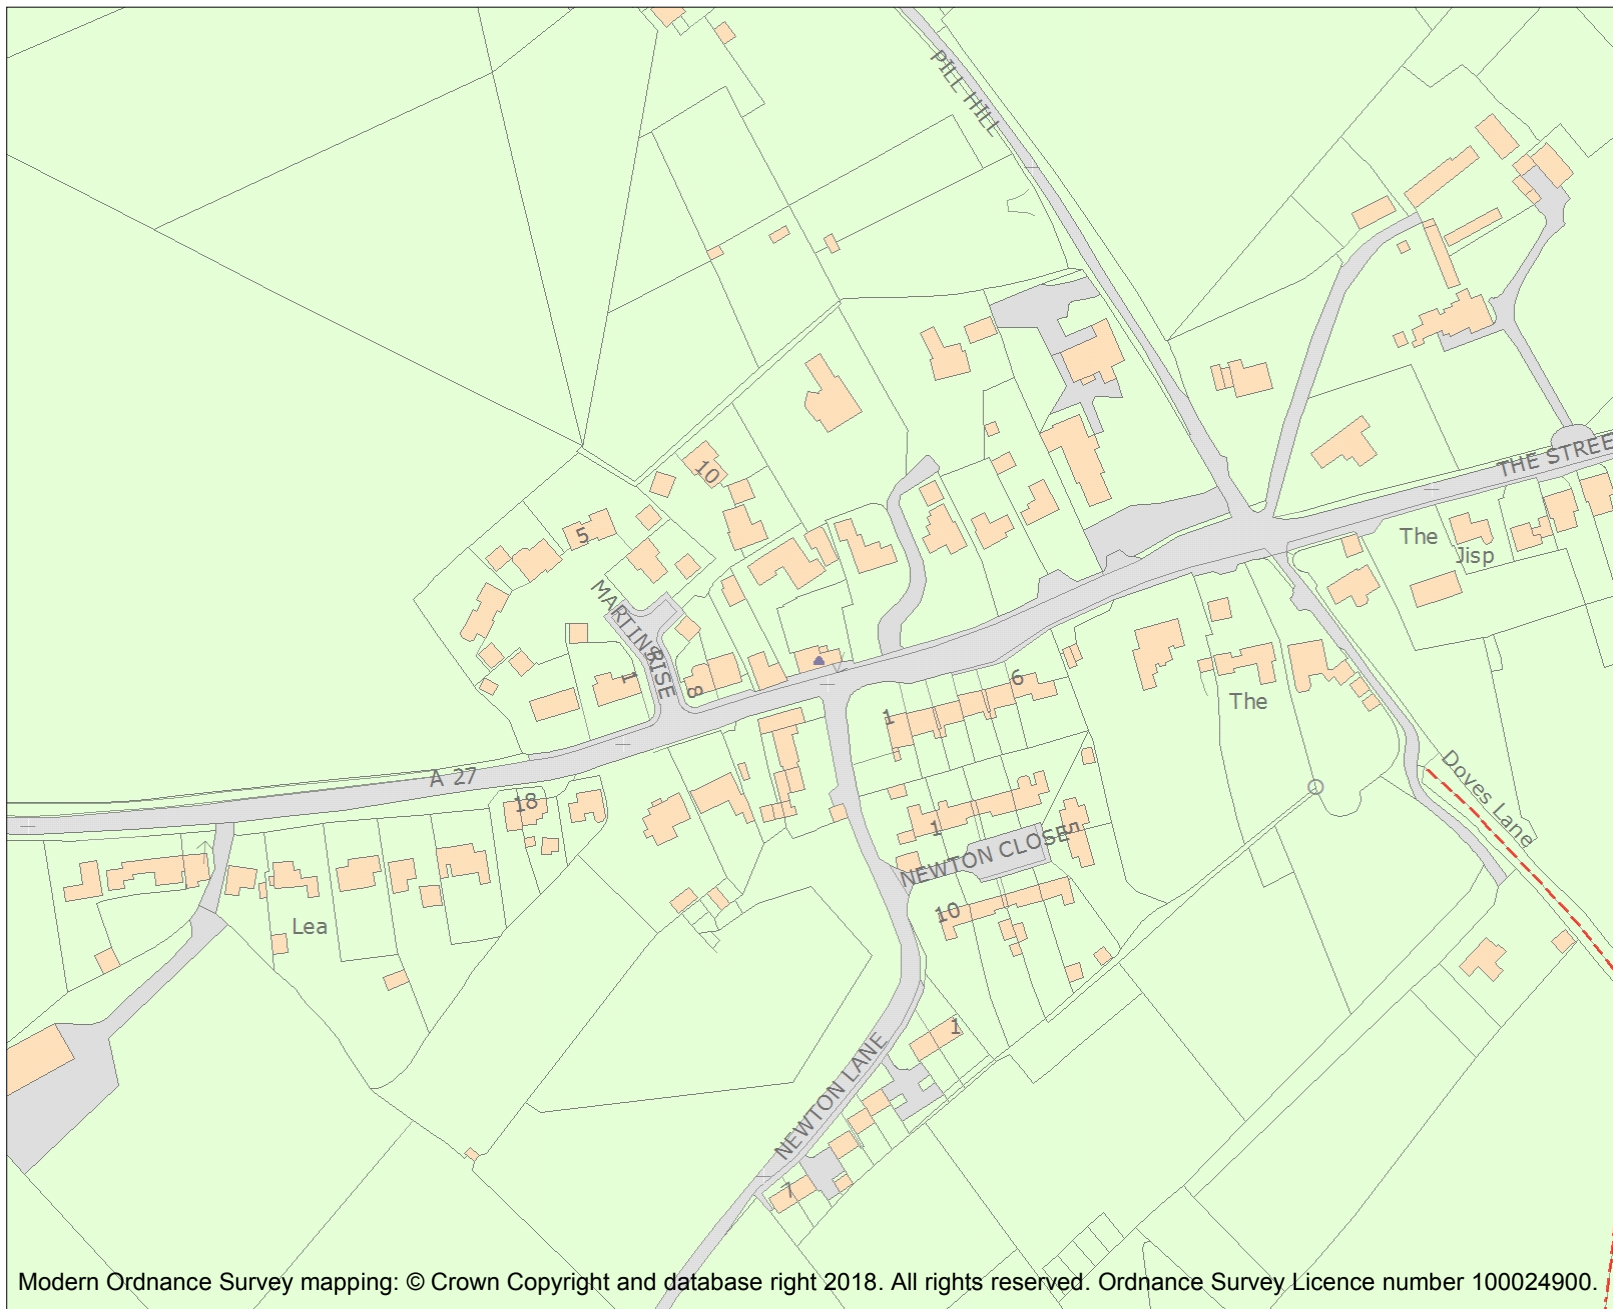 PILL HILL
THE STREE
10
5
The
Jisp
MARTINS
RISE
1
8
6
The
1
A 27
18
Doves Lane
1
5
NEWTON CLOSE
10
Lea
1
NEWTON LANE
7
Modern Ordnance Survey mapping: © Crown Copyright and database right 2018. All rights reserved. Ordnance Survey Licence number 100024900.